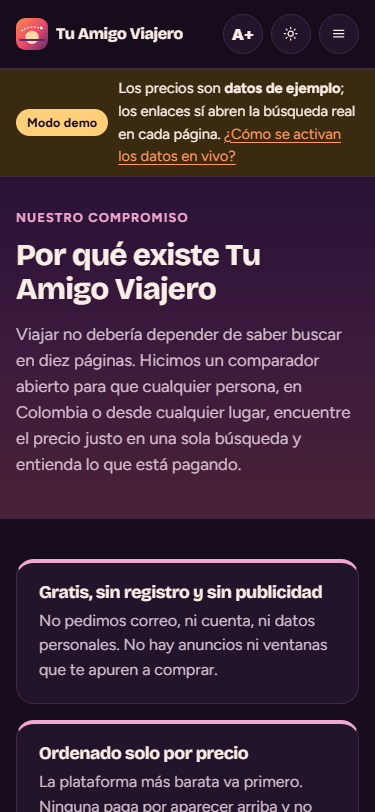 Tu Amigo Viajero
A+
Modo demo
Los precios son datos de ejemplo;
los enlaces sí abren la búsqueda real
en cada página. ¿Cómo se activan
los datos en vivo?
NUESTRO COMPROMISO
Por qué existe Tu
Amigo Viajero
Viajar no debería depender de saber buscar
en diez páginas. Hicimos un comparador
abierto para que cualquier persona, en
Colombia o desde cualquier lugar, encuentre
el precio justo en una sola búsqueda y
entienda lo que está pagando.
Gratis, sin registro y sin publicidad
No pedimos correo, ni cuenta, ni datos
personales. No hay anuncios ni ventanas
que te apuren a comprar.
Ordenado solo por precio
La plataforma más barata va primero.
Ninguna paga por aparecer arriba y no